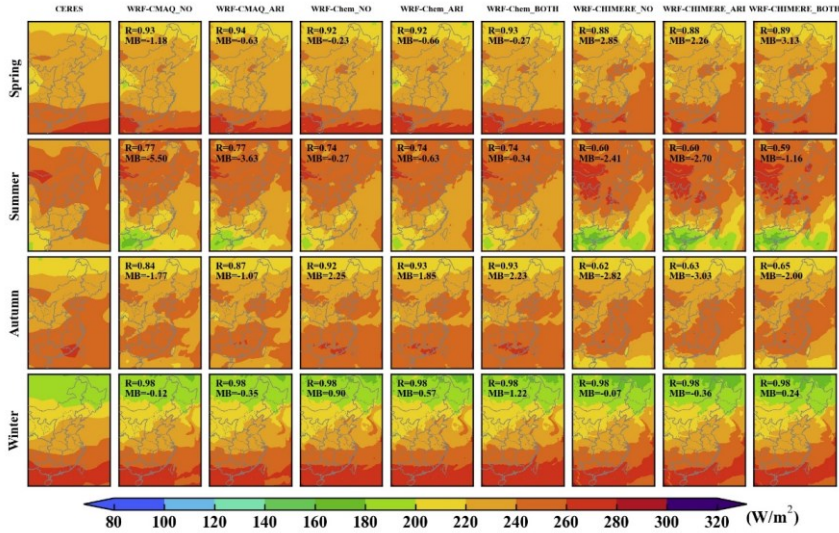 CERES WRF-CMAQ_NO WRF-CMAQ_ARI WRF-Chem_NO WRF-Chem_ARI WRF-Chem_BOTH WRF-CHIMERE_NO WRF-CHIMERE_ARI WRF-CHIMERE_BOTH
Spring
R=0.93 R=0.94 R=0.92 R=0.92 R=0.93 R=0.88 R=0.88 R=0.89
MB=-1.18 MB=-0.63 MB=-0.23 MB=-0.66 MB=-0.27 MB=2.85 MB=2.26 MB=3.13
Summer
R=0.77 R=0.77 R=0.74 R=0.74 R=0.74 R=0.60 R=0.60 R=0.59
MB=-5.50 MB=-3.63 MB=-0.27 MB=-0.63 MB=-0.34 MB=-2.41 MB=-2.70 MB=-1.16
Autumn
R=0.84 R=0.87 R=0.92 R=0.93 R=0.93 R=0.62 R=0.63 R=0.65
MB=-1.77 MB=-1.07 MB=2.25 MB=1.85 MB=2.23 MB=-2.82 MB=-3.03 MB=-2.00
Winter
R=0.98 R=0.98 R=0.98 R=0.98 R=0.98 R=0.98 R=0.98 R=0.98
MB=-0.12 MB=-0.35 MB=0.90 MB=0.57 MB=1.22 MB=-0.07 MB=-0.36 MB=0.24
80 100 120 140 160 180 200 220 240 260 280 300 320 (W/m²)